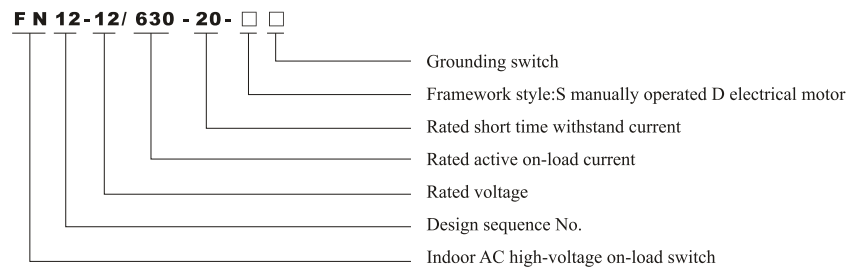 FN12-12/630-20-□□
Grounding switch
Framework style:S manually operated D electrical motor
Rated short time withstand current
Rated active on-load current
Rated voltage
Design sequence No.
Indoor AC high-voltage on-load switch